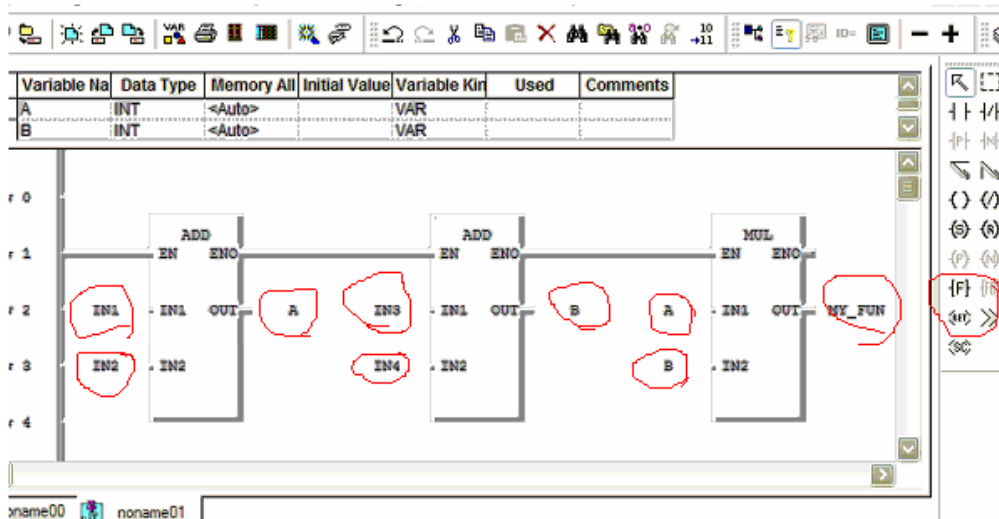 Variable Na Data Type Memory All Initial Value Variable Kin Used Comments
A INT <Auto> VAR
B INT <Auto> VAR
r 0
ADD ADD MUL
r 1 EN ENO EN ENO EN ENO
r 2 IN1 IN1 OUT A IN3 IN1 OUT B A IN1 OUT MY_FUN
r 3 IN2 IN2 IN4 IN2 B IN2
r 4
oname00 noname01